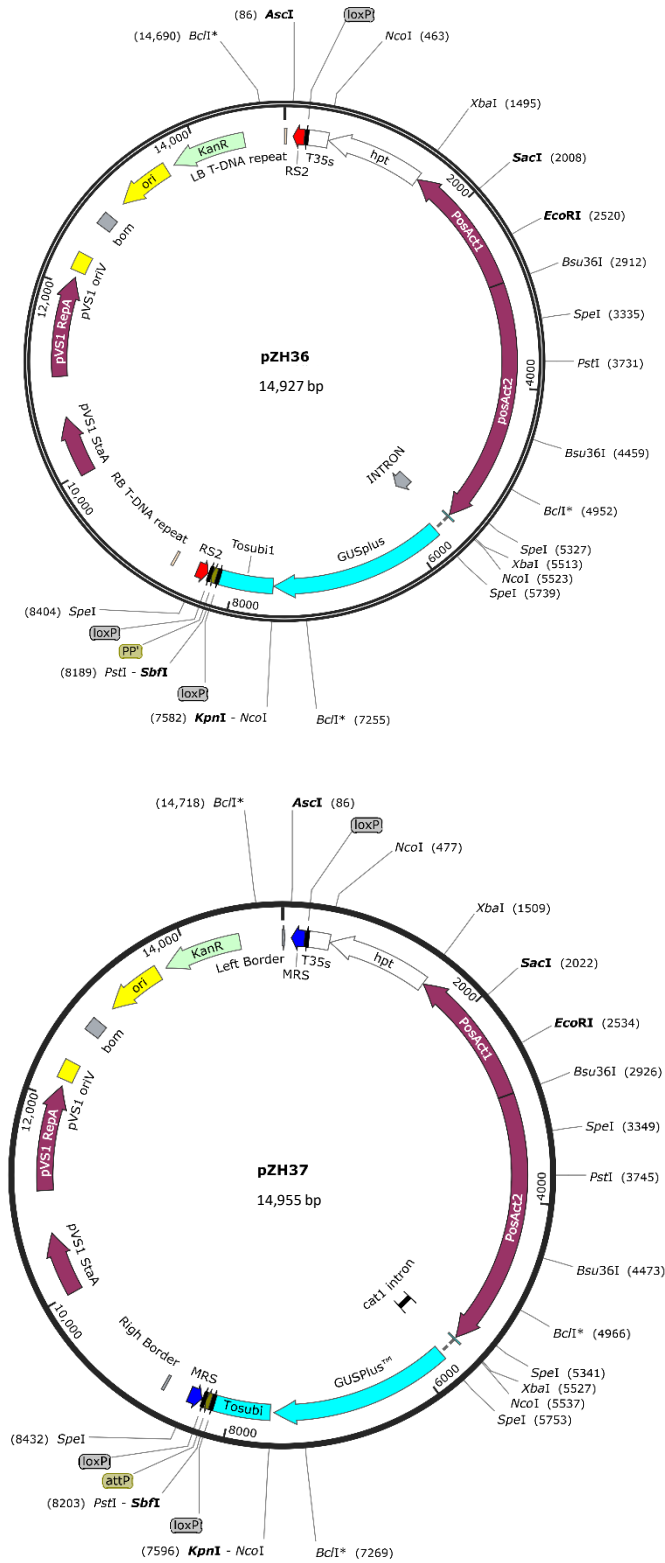 (86) AscI
loxP
(14,690) BclI*
NcoI (463)
XbaI (1495)
14,000
KanR
LB T-DNA repeat
RS2
T35s
hpt
2000
SacI (2008)
ori
PosAct1
EcoRI (2520)
bom
Bsu36I (2912)
pVS1 oriV
12,000
SpeI (3335)
pVS1 RepA
pZH36
14,927 bp
PstI (3731)
4000
posAct2
pVS1 StaA
Bsu36I (4459)
INTRON
10,000
RB T-DNA repeat
BclI* (4952)
RS2
Tosubi1
GUSplus
6000
SpeI (5327)
XbaI (5513)
NcoI (5523)
SpeI (5739)
8000
(8404) SpeI
loxP
PP'
(8189) PstI - SbfI
loxP
(7582) KpnI - NcoI
BclI* (7255)
(14,718) BclI*
AscI (86)
loxP
NcoI (477)
XbaI (1509)
14,000
KanR
Left Border
MRS
T35s
hpt
2000
SacI (2022)
ori
PosAct1
EcoRI (2534)
bom
Bsu36I (2926)
pVS1 oriV
12,000
SpeI (3349)
pVS1 RepA
pZH37
14,955 bp
PstI (3745)
4000
PosAct2
pVS1 StaA
Bsu36I (4473)
cat1 intron
10,000
BclI* (4966)
Righ Border
MRS
Tosubi
GUSPlus™
6000
SpeI (5341)
XbaI (5527)
NcoI (5537)
SpeI (5753)
8000
(8432) SpeI
loxP
attP
(8203) PstI - SbfI
loxP
(7596) KpnI - NcoI
BclI* (7269)